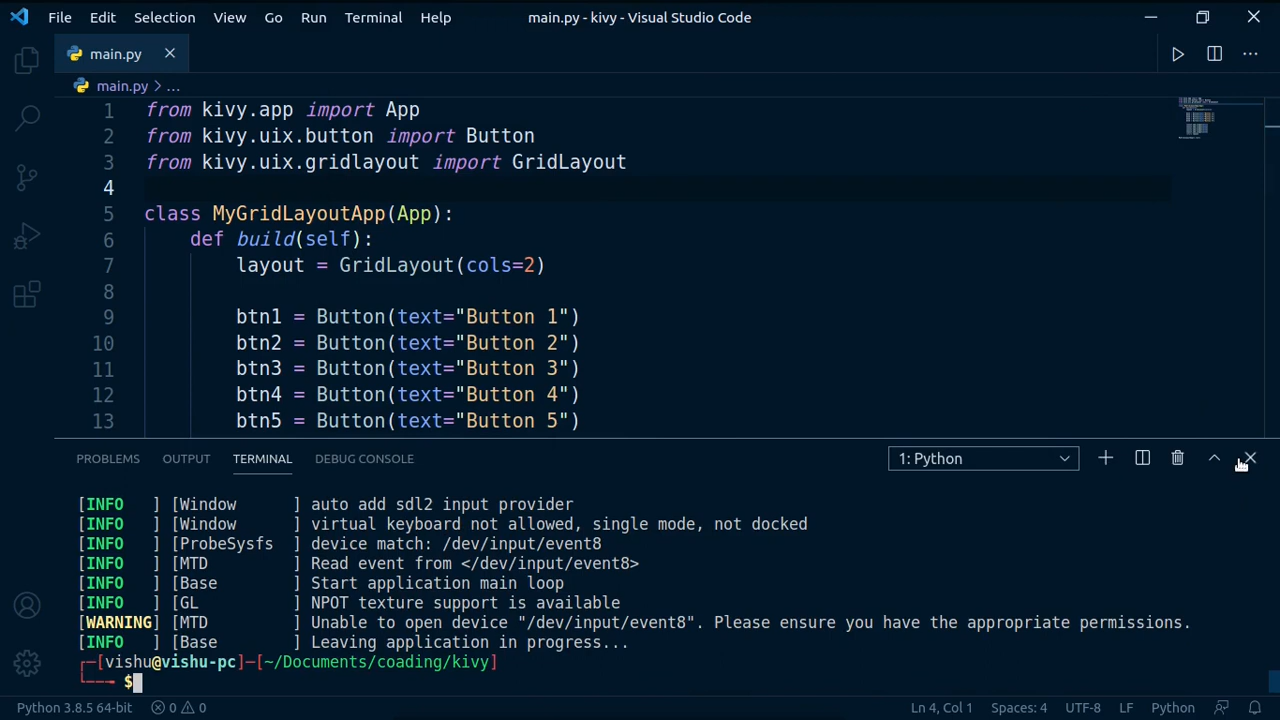 File Edit Selection View Go Run Terminal Help main.py - kivy - Visual Studio Code
main.py
main.py > ...
1 from kivy.app import App
2 from kivy.uix.button import Button
3 from kivy.uix.gridlayout import GridLayout
4
5 class MyGridLayoutApp(App):
6 def build(self):
7 layout = GridLayout(cols=2)
8
9 btn1 = Button(text="Button 1")
10 btn2 = Button(text="Button 2")
11 btn3 = Button(text="Button 3")
12 btn4 = Button(text="Button 4")
13 btn5 = Button(text="Button 5")
PROBLEMS OUTPUT TERMINAL DEBUG CONSOLE 1: Python
[INFO ] [Window ] auto add sdl2 input provider
[INFO ] [Window ] virtual keyboard not allowed, single mode, not docked
[INFO ] [ProbeSysfs ] device match: /dev/input/event8
[INFO ] [MTD ] Read event from </dev/input/event8>
[INFO ] [Base ] Start application main loop
[INFO ] [GL ] NPOT texture support is available
[WARNING] [MTD ] Unable to open device "/dev/input/event8". Please ensure you have the appropriate permissions.
[INFO ] [Base ] Leaving application in progress...
┌─[vishu@vishu-pc]─[~/Documents/coading/kivy]
└──╼ $
Python 3.8.5 64-bit 0 0 Ln 4, Col 1 Spaces: 4 UTF-8 LF Python